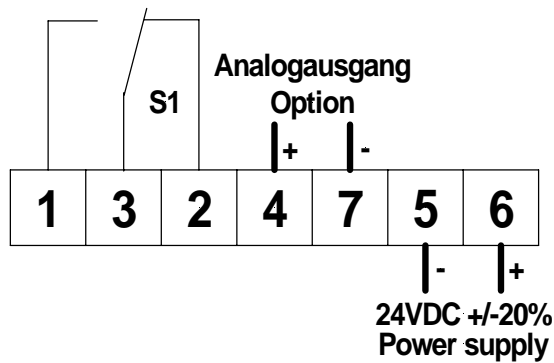 S1
Analogausgang
Option
+ -
1 3 2 4 7 5 6
- +
24VDC +/-20%
Power supply